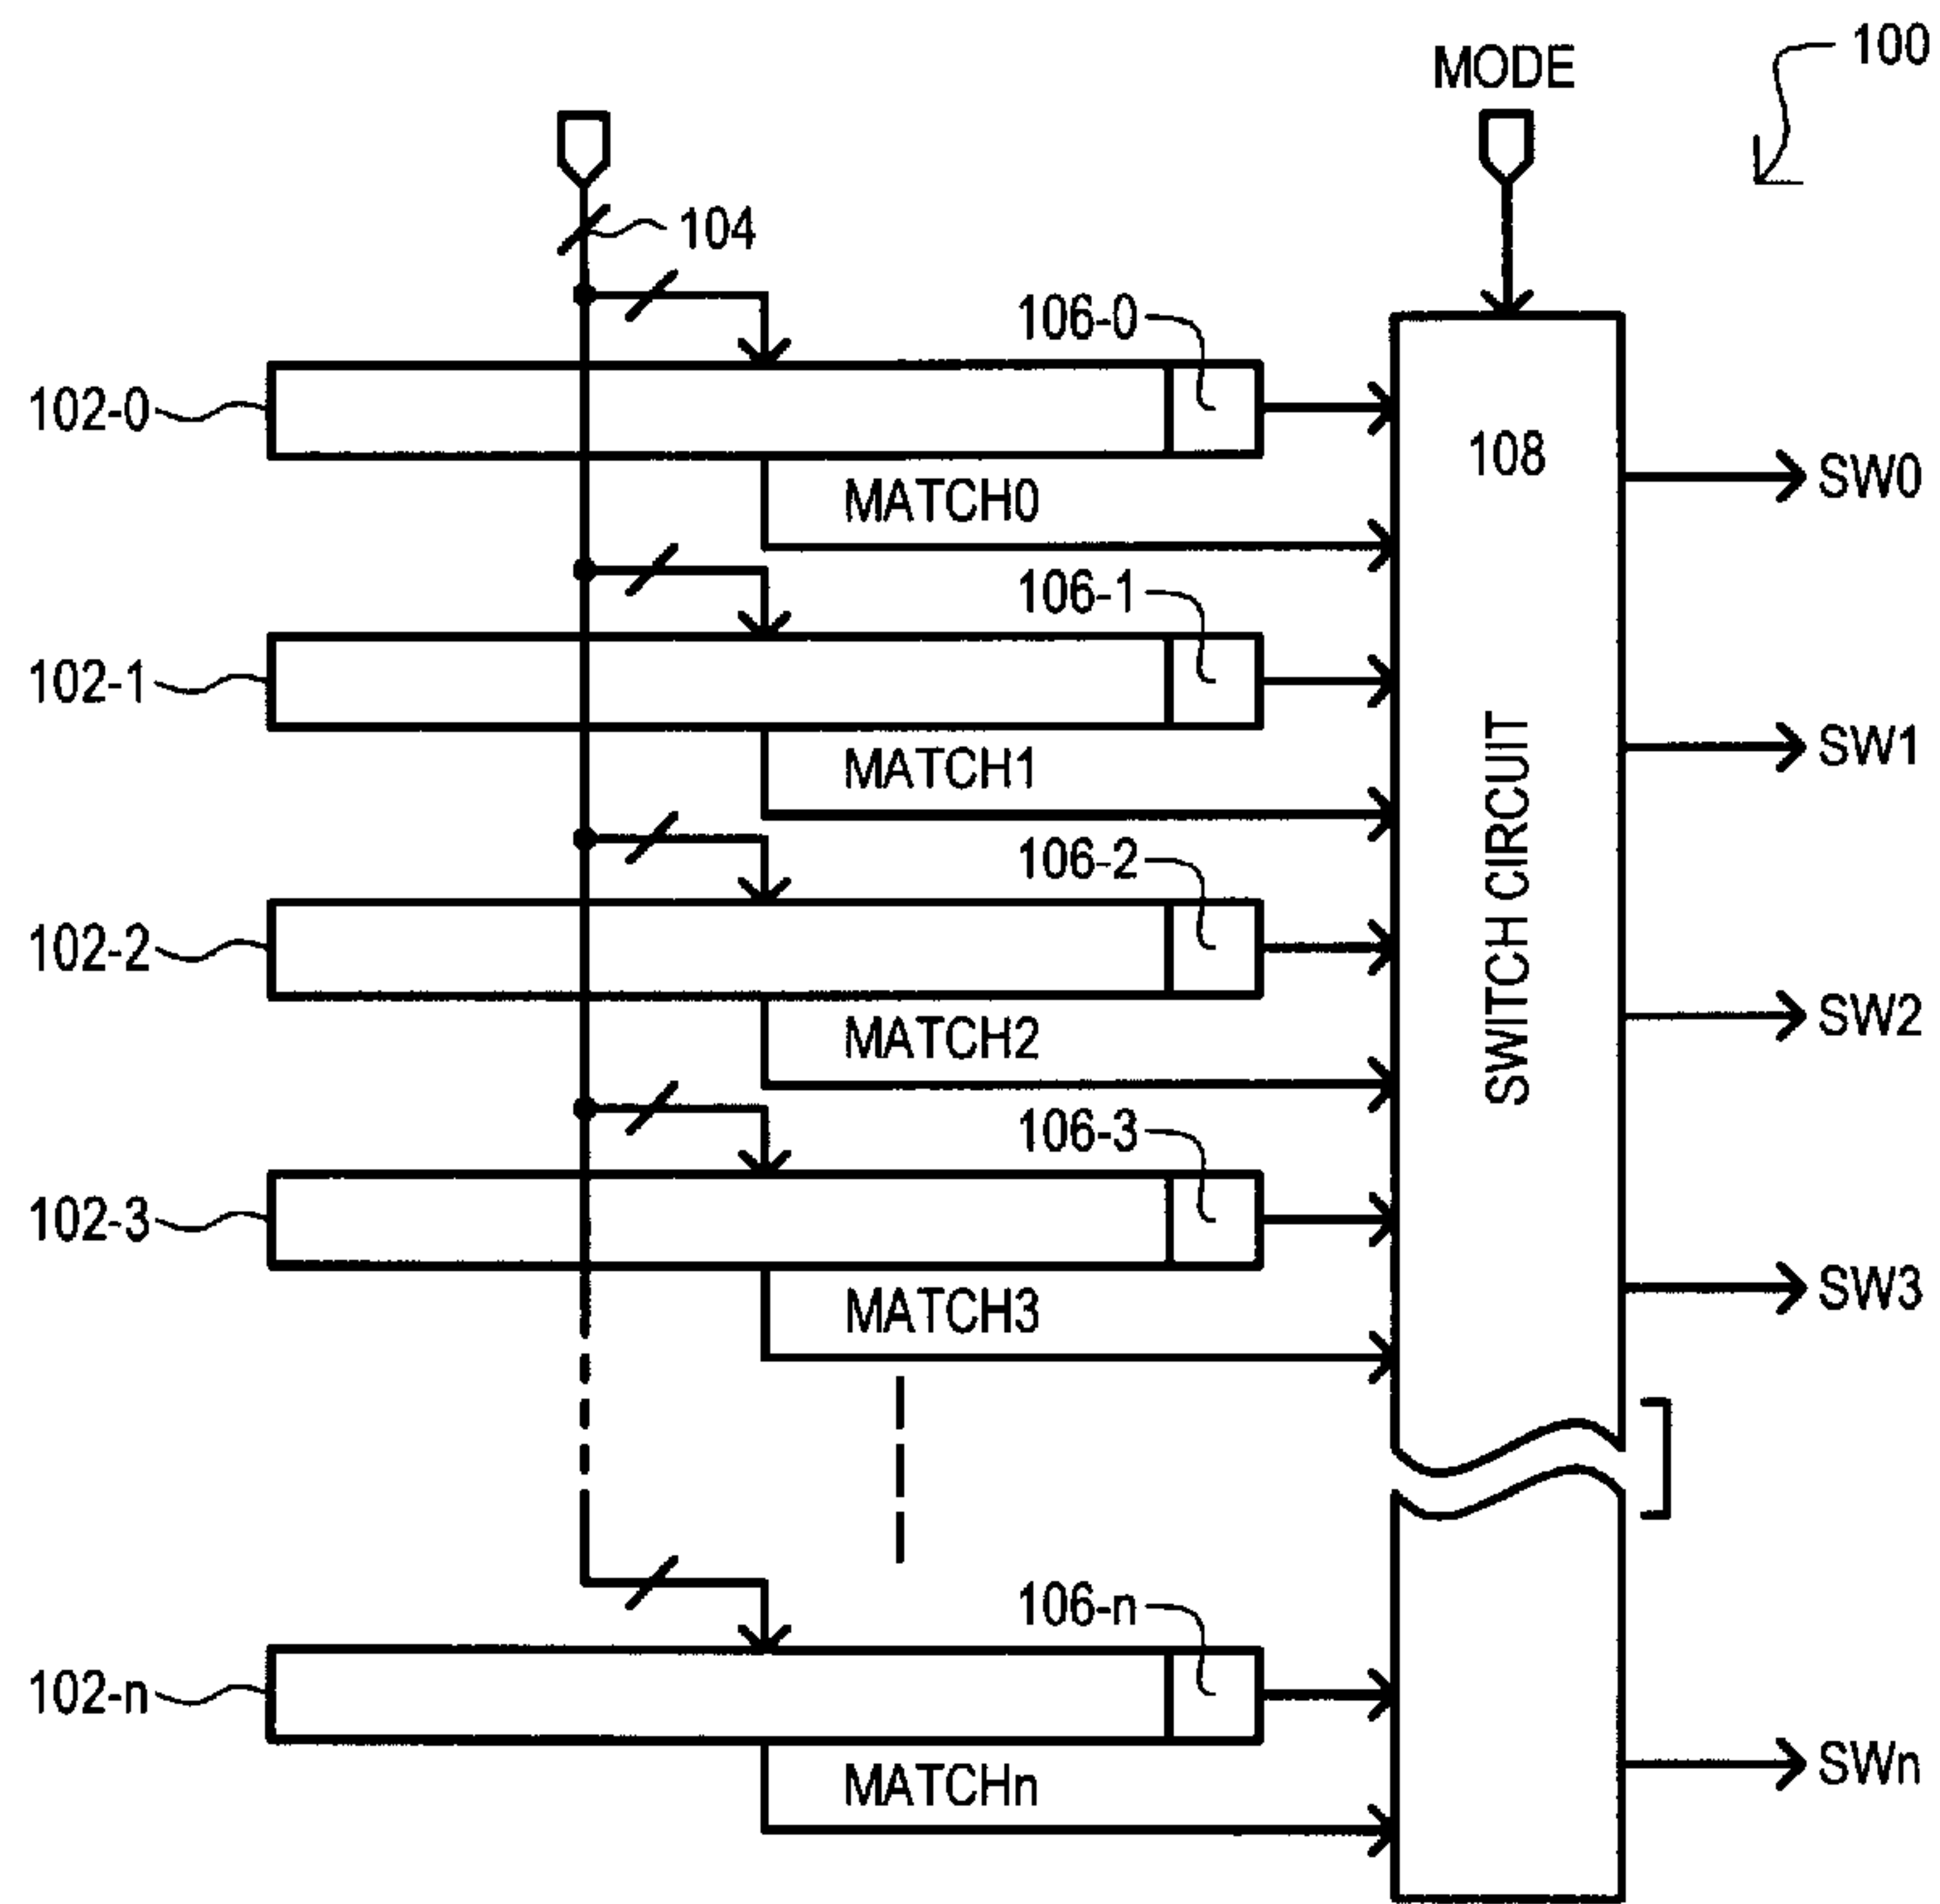 100
MODE
104
106-0
102-0
108
MATCH0
SW0
106-1
102-1
MATCH1
SW1
SWITCH CIRCUIT
106-2
102-2
MATCH2
SW2
106-3
102-3
MATCH3
SW3
106-n
102-n
MATCHn
SWn